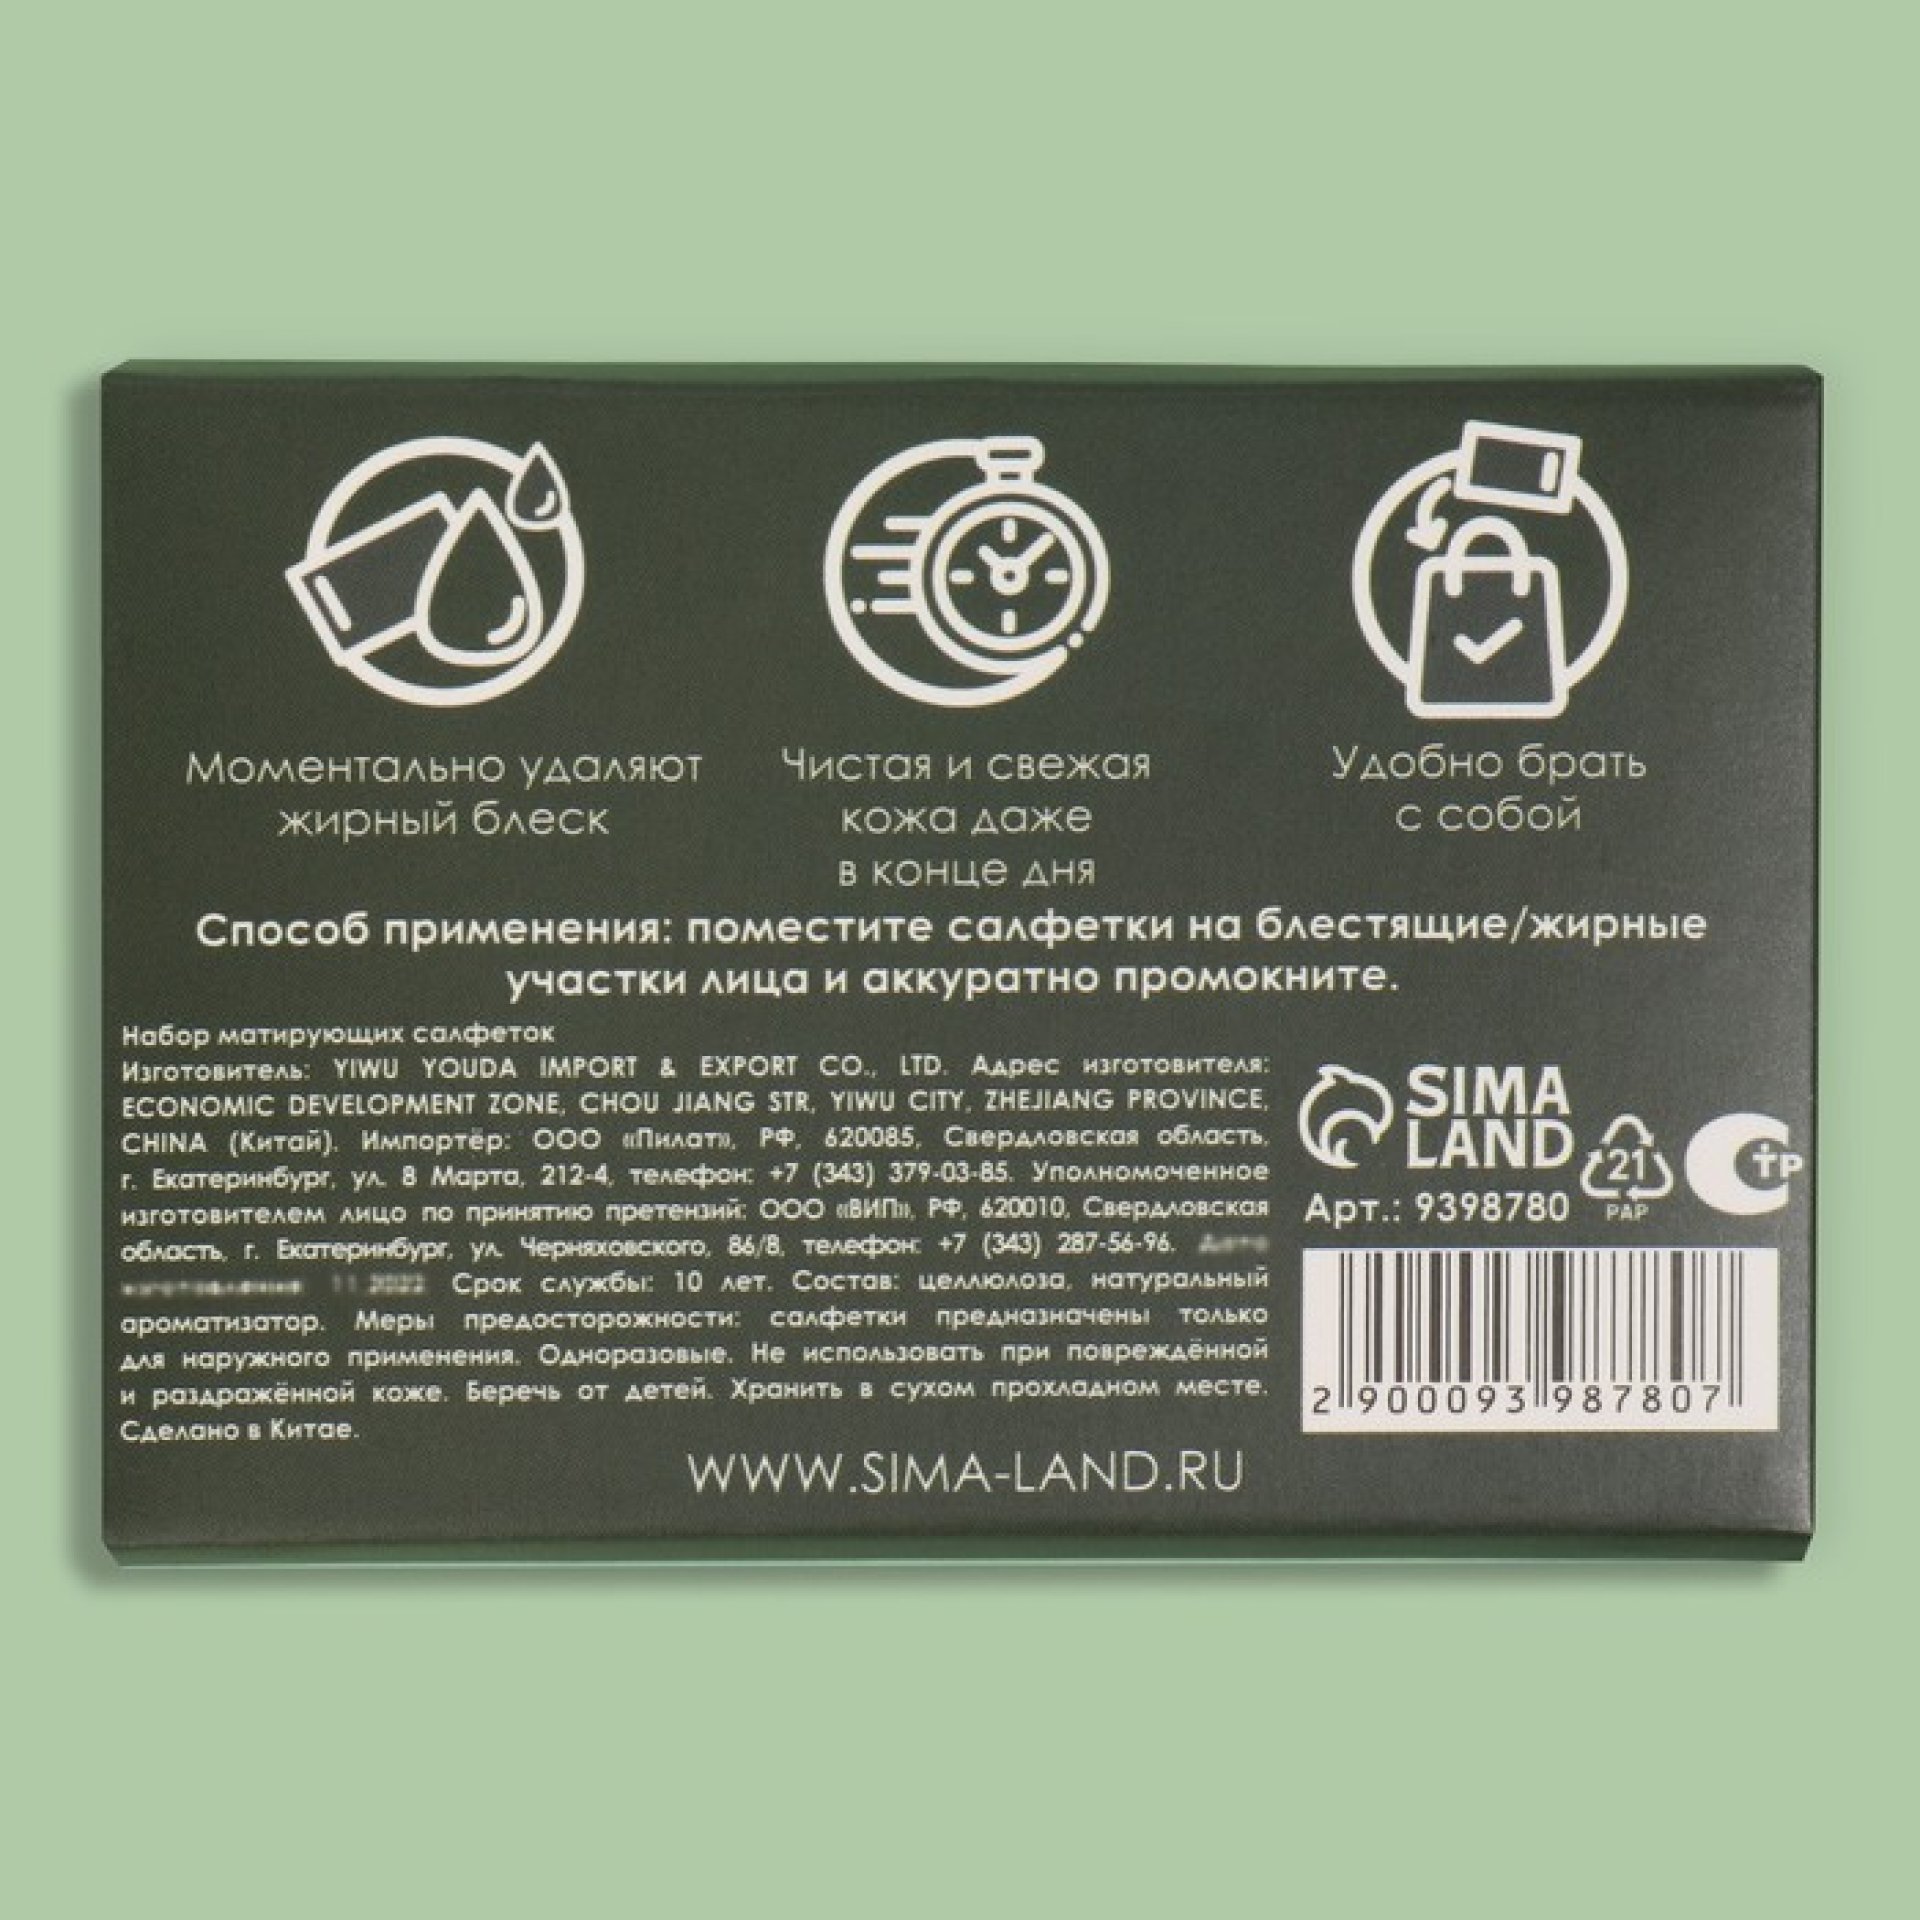 Моментально удаляют
жирный блеск
Чистая и свежая
кожа даже
в конце дня
Удобно брать
с собой
Способ применения: поместите салфетки на блестящие/жирные
участки лица и аккуратно промокните.
Набор матирующих салфеток
Изготовитель: YIWU YOUDA IMPORT & EXPORT CO., LTD. Адрес изготовителя:
ECONOMIC DEVELOPMENT ZONE, CHOU JIANG STR, YIWU CITY, ZHEJIANG PROVINCE,
CHINA (Китай). Импортёр: ООО «Пилат», РФ, 620085, Свердловская область,
г. Екатеринбург, ул. 8 Марта, 212-4, телефон: +7 (343) 379-03-85. Уполномоченное
изготовителем лицо по принятию претензий: ООО «ВИП», РФ, 620010, Свердловская
область, г. Екатеринбург, ул. Черняховского, 86/8, телефон: +7 (343) 287-56-96.
Срок службы: 10 лет. Состав: целлюлоза, натуральный
ароматизатор. Меры предосторожности: салфетки предназначены только
для наружного применения. Одноразовые. Не использовать при повреждённой
и раздражённой коже. Беречь от детей. Хранить в сухом прохладном месте.
Сделано в Китае.
SIMA
LAND
Арт.: 9398780
21
PAP
СТР
2 900093 987807
WWW.SIMA-LAND.RU